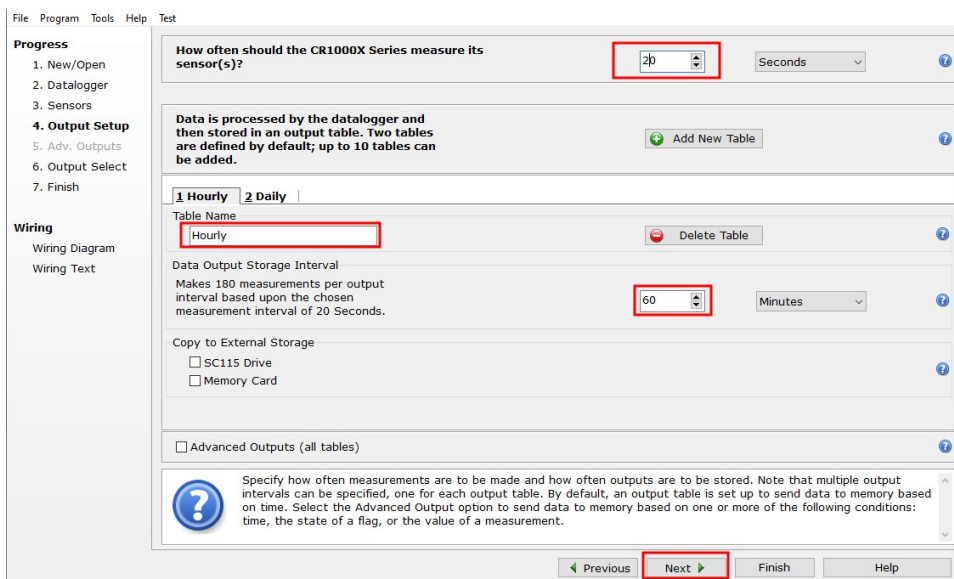 File Program Tools Help Test
Progress
1. New/Open
2. Datalogger
3. Sensors
4. Output Setup
5. Adv. Outputs
6. Output Select
7. Finish
Wiring
Wiring Diagram
Wiring Text
How often should the CR1000X Series measure its
sensor(s)?
20
Seconds
Data is processed by the datalogger and
then stored in an output table. Two tables
are defined by default; up to 10 tables can
be added.
Add New Table
1 Hourly 2 Daily
Table Name
Hourly
Delete Table
Data Output Storage Interval
Makes 180 measurements per output
interval based upon the chosen
measurement interval of 20 Seconds.
60
Minutes
Copy to External Storage
SC115 Drive
Memory Card
Advanced Outputs (all tables)
Specify how often measurements are to be made and how often outputs are to be stored. Note that multiple output
intervals can be specified, one for each output table. By default, an output table is set up to send data to memory based
on time. Select the Advanced Output option to send data to memory based on one or more of the following conditions:
time, the state of a flag, or the value of a measurement.
Previous Next Finish Help